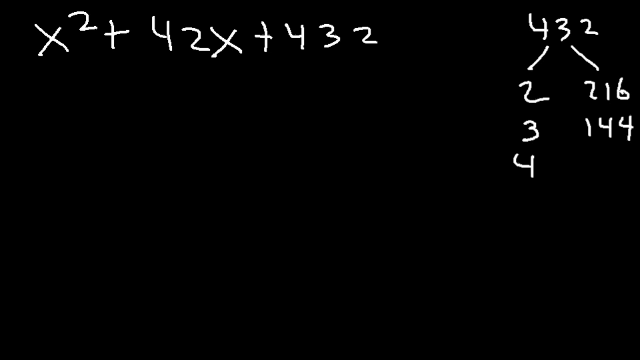 x² + 42x + 432
432
2 216
3 144
4